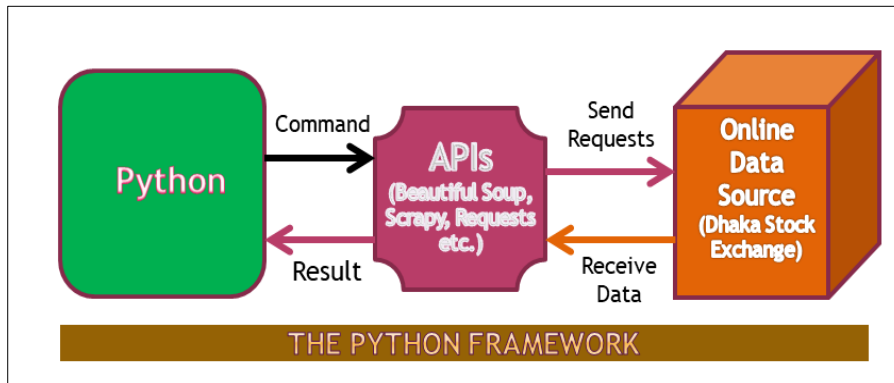 Python
Command
Result
APIs
(Beautiful Soup,
Scrapy, Requests
etc.)
Send
Requests
Receive
Data
Online
Data
Source
(Dhaka Stock
Exchange)
THE PYTHON FRAMEWORK